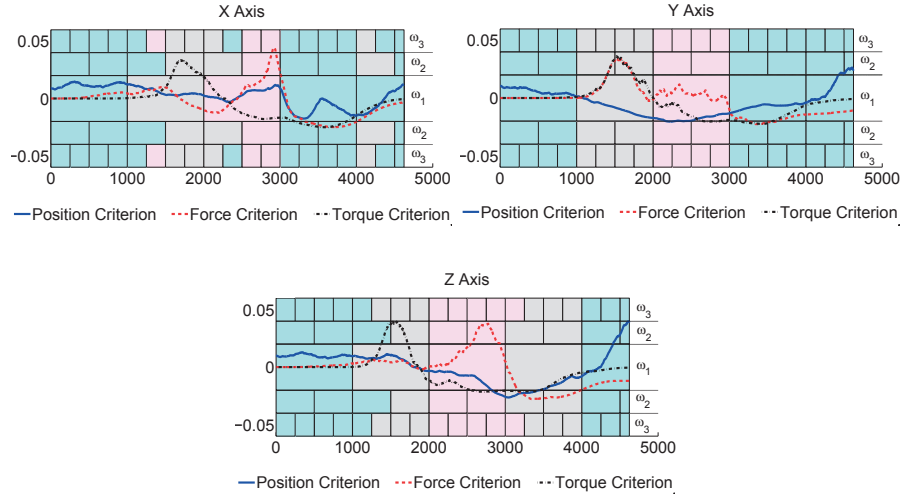 X Axis
0.05
0
−0.05
ω3
ω2
ω1
ω2
ω3
0 1000 2000 3000 4000 5000
Position Criterion Force Criterion Torque Criterion
Y Axis
0.05
0
−0.05
ω3
ω2
ω1
ω2
ω3
0 1000 2000 3000 4000 5000
Position Criterion Force Criterion Torque Criterion
Z Axis
0.05
0
−0.05
ω3
ω2
ω1
ω2
ω3
0 1000 2000 3000 4000 5000
Position Criterion Force Criterion Torque Criterion